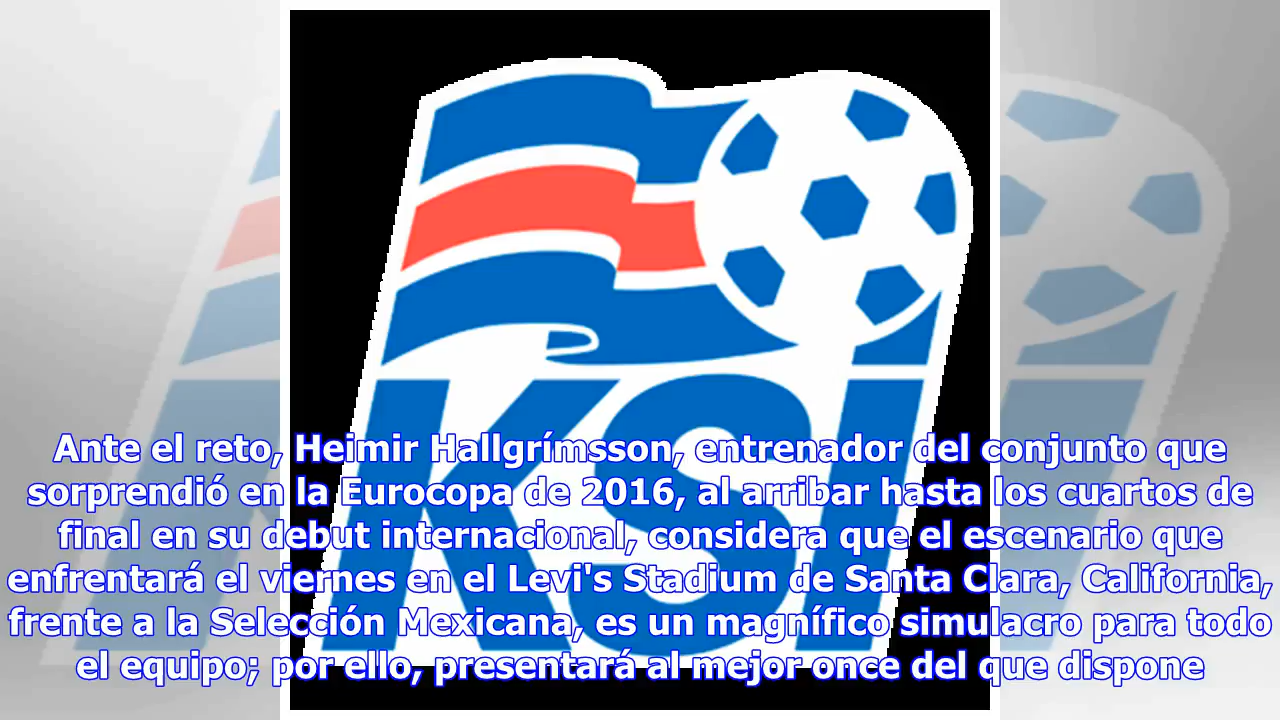 KSÍ
Ante el reto, Heimir Hallgrímsson, entrenador del conjunto que
sorprendió en la Eurocopa de 2016, al arribar hasta los cuartos de
final en su debut internacional, considera que el escenario que
enfrentará el viernes en el Levi's Stadium de Santa Clara, California,
frente a la Selección Mexicana, es un magnífico simulacro para todo
el equipo; por ello, presentará al mejor once del que dispone